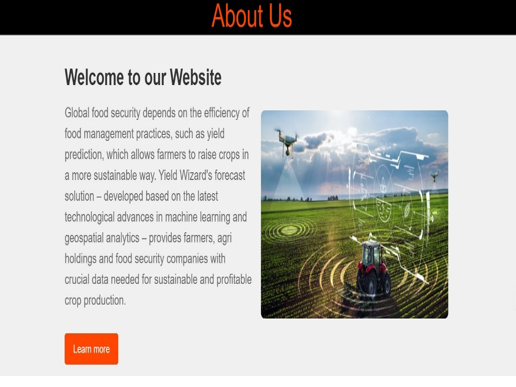 About Us
Welcome to our Website
Global food security depends on the efficiency of
food management practices, such as yield
prediction, which allows farmers to raise crops in
a more sustainable way. Yield Wizard's forecast
solution – developed based on the latest
technological advances in machine learning and
geospatial analytics – provides farmers, agri
holdings and food security companies with
crucial data needed for sustainable and profitable
crop production.
Learn more